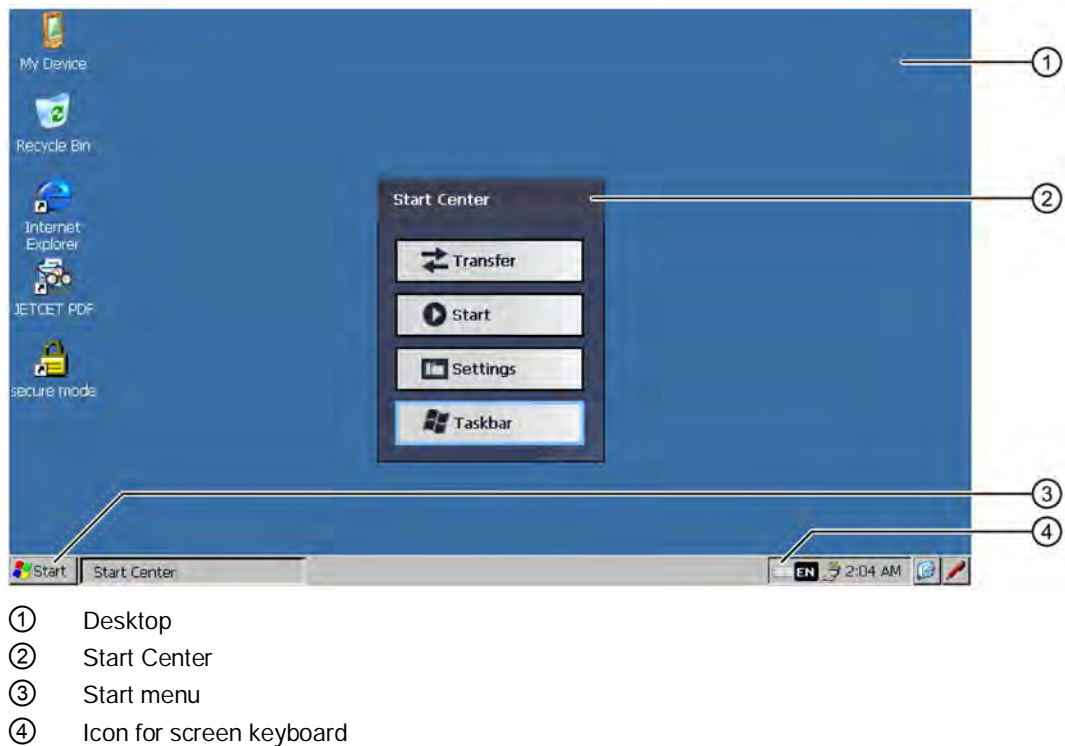 My Device
①
Recycle Bin
Start Center
②
Internet
Explorer
Transfer
JETCET PDF
Start
Settings
secure mode
Taskbar
③
④
Start
Start Center
EN
2:04 AM
① Desktop
② Start Center
③ Start menu
④ Icon for screen keyboard